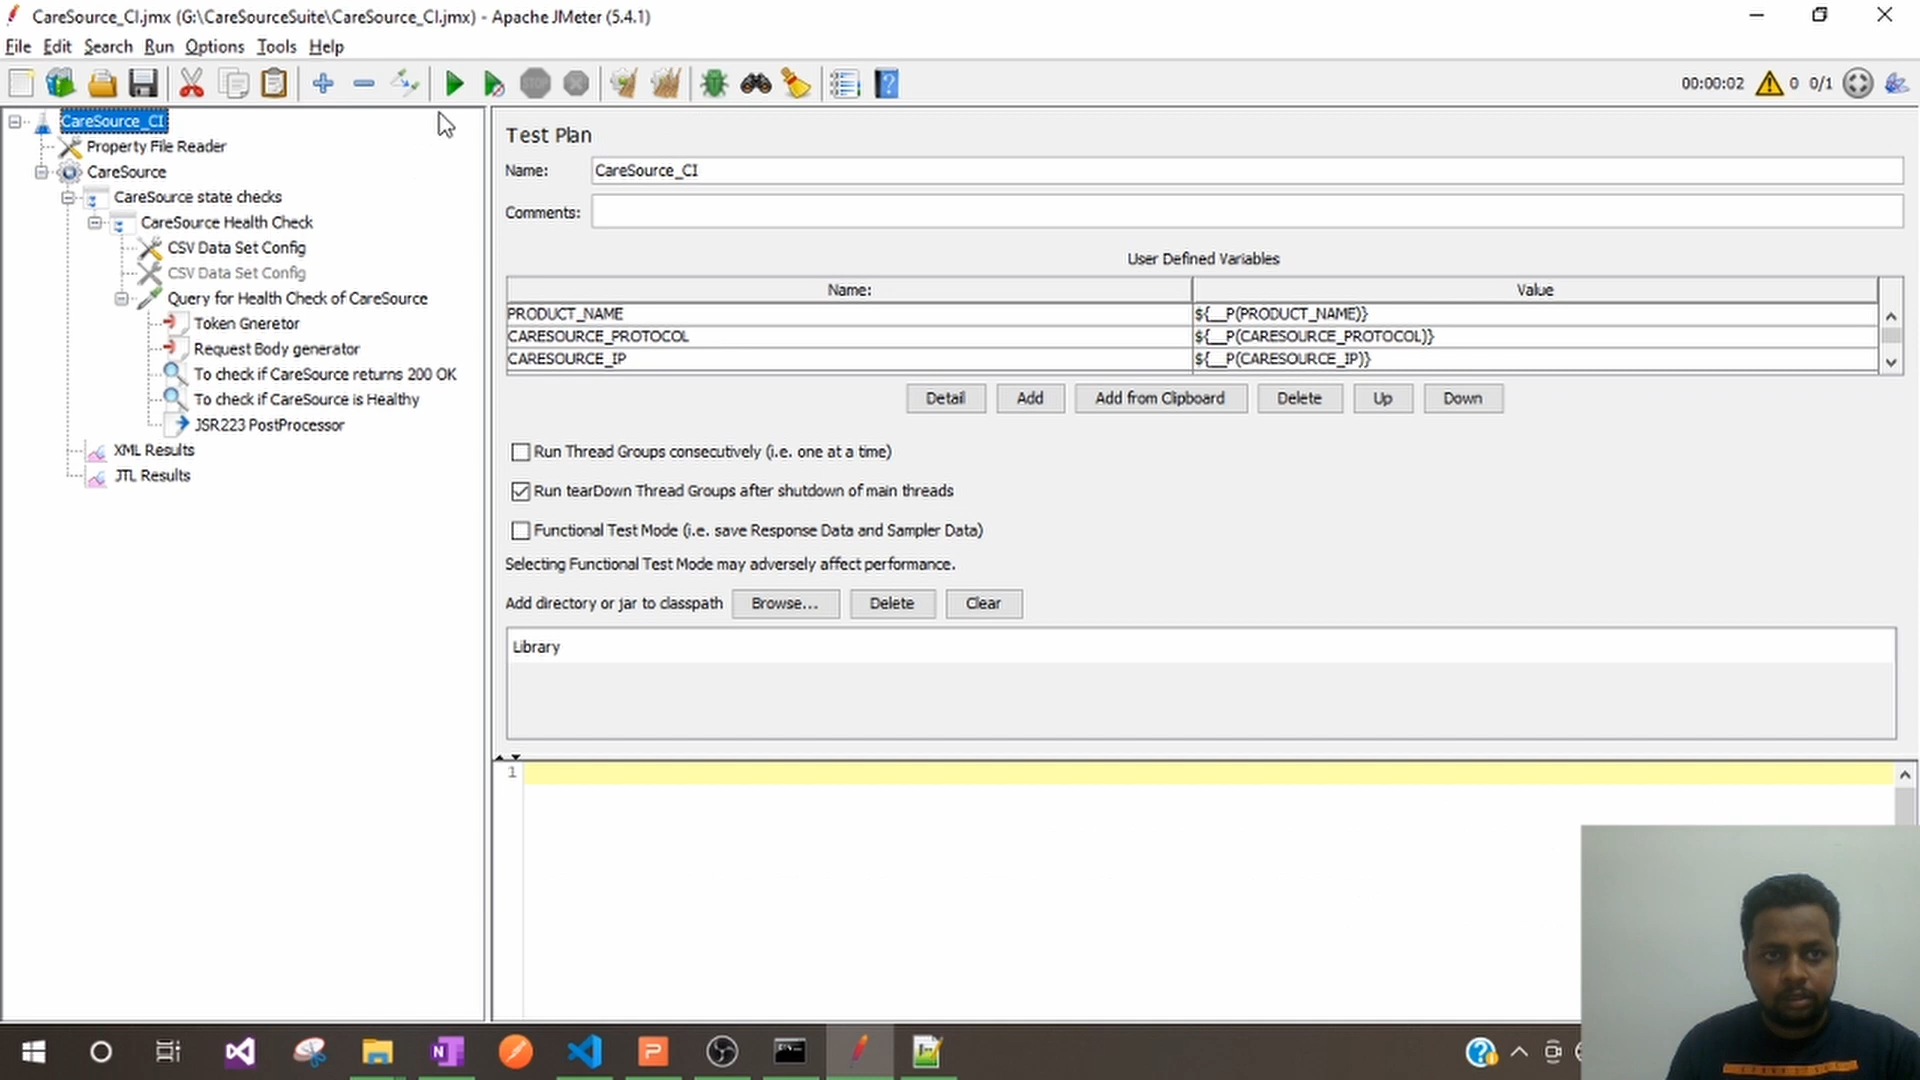 CareSource_CI.jmx (G:\CareSourceSuite\CareSource_CI.jmx) - Apache JMeter (5.4.1)
File Edit Search Run Options Tools Help
STOP
00:00:02 0 0/1
CareSource_CI
Property File Reader
CareSource
CareSource state checks
CareSource Health Check
CSV Data Set Config
CSV Data Set Config
Query for Health Check of CareSource
Token Gneretor
Request Body generator
To check if CareSource returns 200 OK
To check if CareSource is Healthy
JSR223 PostProcessor
XML Results
JTL Results
Test Plan
Name: CareSource_CI
Comments:
User Defined Variables
Name: Value
PRODUCT_NAME ${__P(PRODUCT_NAME)}
CARESOURCE_PROTOCOL ${__P(CARESOURCE_PROTOCOL)}
CARESOURCE_IP ${__P(CARESOURCE_IP)}
Detail Add Add from Clipboard Delete Up Down
Run Thread Groups consecutively (i.e. one at a time)
Run tearDown Thread Groups after shutdown of main threads
Functional Test Mode (i.e. save Response Data and Sampler Data)
Selecting Functional Test Mode may adversely affect performance.
Add directory or jar to classpath Browse... Delete Clear
Library
1